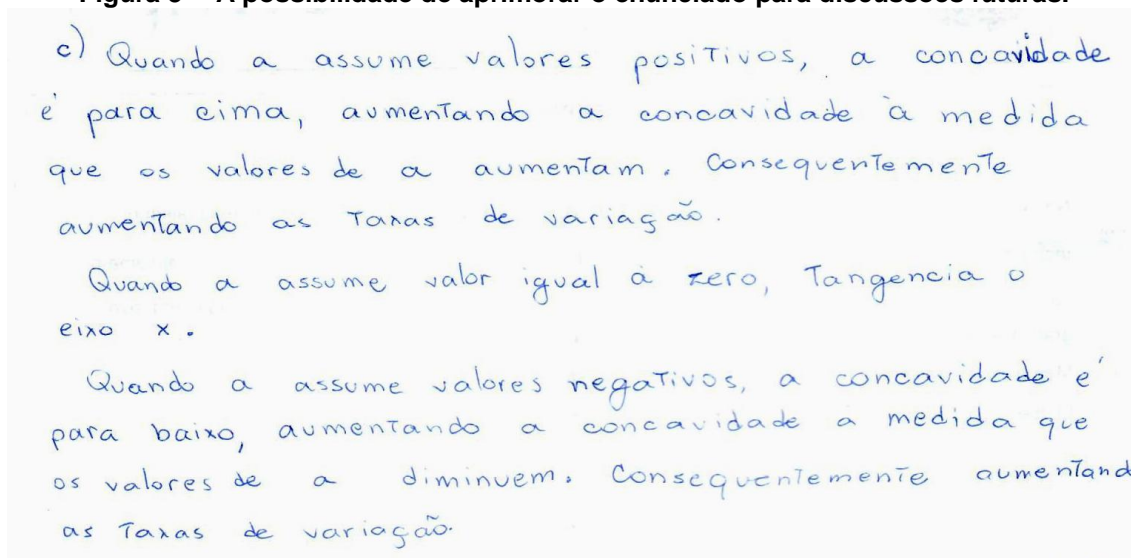 Figura 3 – A possibilidade de aprimorar o enunciado para discussões futuras.
c) Quando a assume valores positivos, a concavidade
é para cima, aumentando a concavidade à medida
que os valores de a aumentam. Consequentemente
aumentando as Taxas de variação.
Quando a assume valor igual à zero, Tangencia o
eixo x.
Quando a assume valores negativos, a concavidade é
para baixo, aumentando a concavidade a medida que
os valores de a diminuem. Consequentemente aumentand
as Taxas de variação.